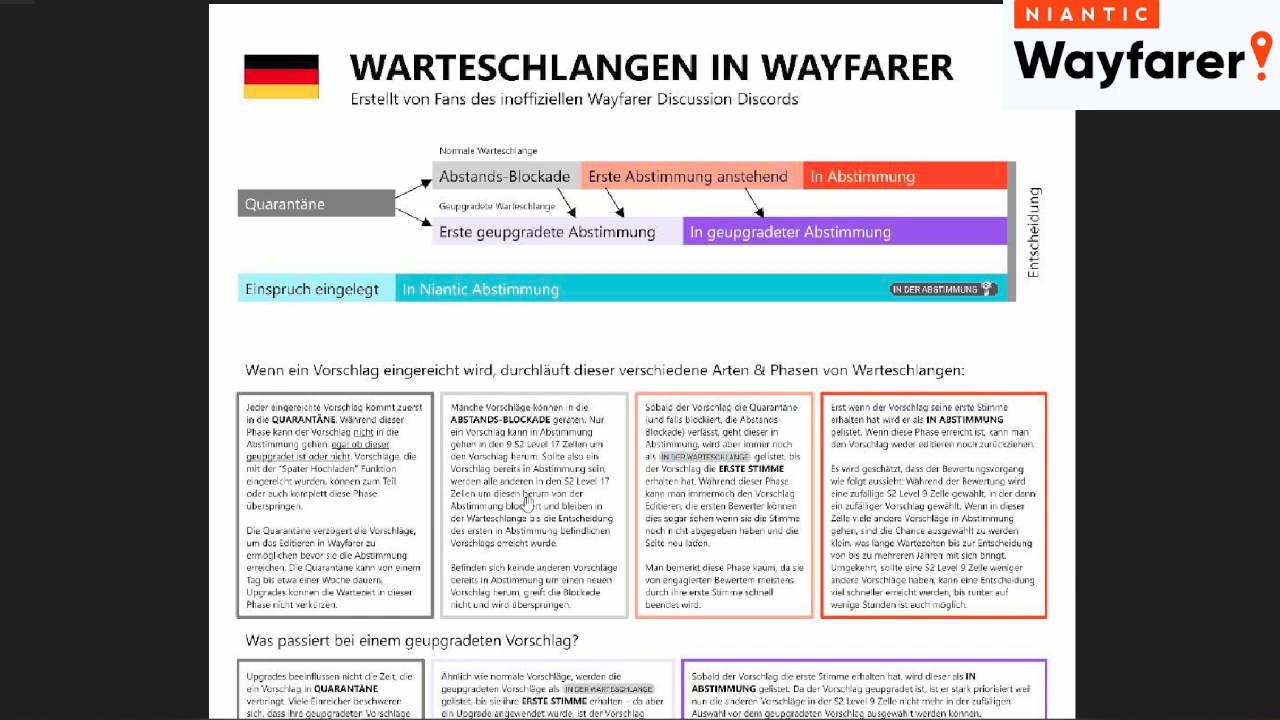 NIANTIC
Wayfarer!
WARTESCHLANGEN IN WAYFARER
Erstellt von Fans des inoffiziellen Wayfarer Discussion Discords
Normale Warteschlange
Abstands-Blockade
Erste Abstimmung anstehend
In Abstimmung
Quarantäne
Geupgradete Warteschlange
Erste geupgradete Abstimmung
In geupgradeter Abstimmung
Entscheidung
Einspruch eingelegt
In Niantic Abstimmung
IN DER ABSTIMMUNG
Wenn ein Vorschlag eingereicht wird, durchläuft dieser verschiedene Arten & Phasen von Warteschlangen:
Jeder eingereichte Vorschlag kommt zuerst
in die QUARANTÄNE. Während dieser
Phase kann der Vorschlag nicht in die
Abstimmung gehen, egal ob dieser
geupgradet ist oder nicht. Vorschläge, die
mit der "Später Hochladen" Funktion
eingereicht wurden, können zum Teil
oder auch komplett diese Phase
überspringen.
Die Quarantäne verzögert die Vorschläge,
um das Editieren in Wayfarer zu
ermöglichen bevor sie die Abstimmung
erreichen. Die Quarantäne kann von einem
Tag bis etwa einer Woche dauern,
Upgrades können die Wartezeit in dieser
Phase nicht verkürzen.
Manche Vorschläge können in die
ABSTANDS-BLOCKADE geraten. Nur
ein Vorschlag kann in Abstimmung
gehen in den 9 S2 Level 17 Zellen um
den Vorschlag herum. Sollte also ein
Vorschlag bereits in Abstimmung sein,
werden alle anderen in den S2 Level 17
Zellen um diesen herum von der
Abstimmung blockiert und bleiben in
der Warteschlange bis die Entscheidung
des ersten in Abstimmung befindlichen
Vorschlags erreicht wurde.
Befinden sich keinde anderen Vorschläge
bereits in Abstimmung um einen neuen
Vorschlag herum, greift die Blockade
nicht und wird übersprungen.
Sobald der Vorschlag die Quarantäne
(und falls blockiert, die Abstands-
Blockade) verlässt, geht dieser in
Abstimmung, wird aber immer noch
als IN DER WARTESCHLANGE gelistet, bis
der Vorschlag die ERSTE STIMME
erhalten hat. Während dieser Phase
kann man immernoch den Vorschlag
Editieren, die ersten Bewerter können
dies sogar sehen wenn sie die Stimme
noch nicht abgegeben haben und die
Seite neu laden.
Man bemerkt diese Phase kaum, da sie
von engagierten Bewertern meistens
durch ihre erste Stimme schnell
beendet wird.
Erst wenn der Vorschlag seine erste Stimme
erhalten hat wird er als IN ABSTIMMUNG
gelistet. Wenn diese Phase erreicht ist, kann man
den Vorschlag weder editieren noch zurückziehen.
Es wird geschätzt, dass der Bewertungsvorgang
wie folgt aussieht: Während der Bewertung wird
eine zufällige S2 Level 9 Zelle gewählt, in der dann
ein zufälliger Vorschlag gewählt. Wenn in dieser
Zelle viele andere Vorschläge in Abstimmung
gehen, sind die Chance ausgewählt zu werden
klein, was lange Wartezeiten bis zur Entscheidung
von bis zu mehreren Jahren mit sich bringt.
Umgekehrt, sollte eine S2 Level 9 Zelle weniger
andere Vorschläge haben, kann eine Entscheidung
viel schneller erreicht werden, bis runter auf
wenige Stunden ist auch möglich.
Was passiert bei einem geupgradeten Vorschlag?
Upgrades beeinflussen nicht die Zeit, die
ein Vorschlag in QUARANTÄNE
verbringt. Viele Einreicher beschweren
sich, dass ihre geupgradeten Vorschläge
Ähnlich wie normale Vorschläge, werden die
geupgradeten Vorschläge als IN DER WARTESCHLANGE
gelistet, bis sie ihre ERSTE STIMME erhalten – da aber
ein Upgrade angewendet wurde, ist der Vorschlag
Sobald der Vorschlag die erste Stimme erhalten hat, wird dieser als IN
ABSTIMMUNG gelistet. Da der Vorschlag geupgradet ist, ist er stark priorisiert weil
nun die anderen Vorschläge in der S2 Level 9 Zelle nicht mehr in der zufälligen
Auswahl vor dem geupgradeten Vorschlag ausgewählt werden können.